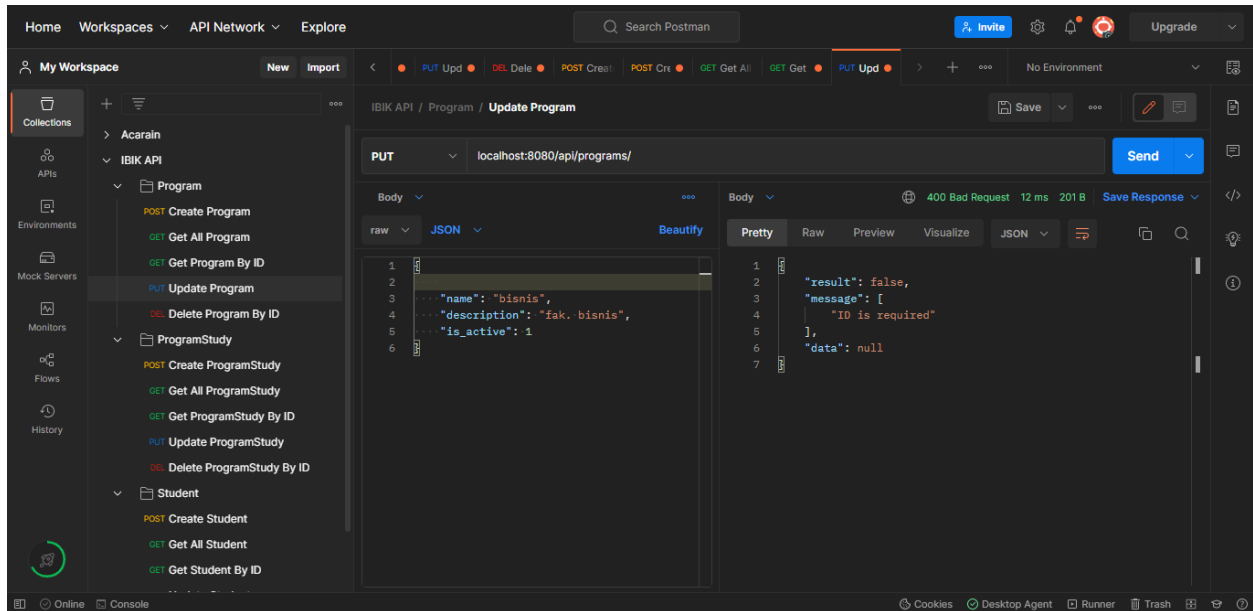 Home Workspaces API Network Explore Search Postman Invite Upgrade
My Workspace New Import
PUT Upd DEL Dele POST Creat POST Cre GET Get All GET Get PUT Upd No Environment
Collections
APIs
Environments
Mock Servers
Monitors
Flows
History
Acarain
IBIK API
Program
POST Create Program
GET Get All Program
GET Get Program By ID
PUT Update Program
DEL Delete Program By ID
ProgramStudy
POST Create ProgramStudy
GET Get All ProgramStudy
GET Get ProgramStudy By ID
PUT Update ProgramStudy
DEL Delete ProgramStudy By ID
Student
POST Create Student
GET Get All Student
GET Get Student By ID
IBIK API / Program / Update Program Save
PUT localhost:8080/api/programs/ Send
Body
raw JSON Beautify
1 {
2
3 "name": "bisnis",
4 "description": "fak. bisnis",
5 "is_active": 1
6 }
Body 400 Bad Request 12 ms 201 B Save Response
Pretty Raw Preview Visualize JSON
1 {
2 "result": false,
3 "message": [
4 "ID is required"
5 ],
6 "data": null
7 }
Online Console Cookies Desktop Agent Runner Trash